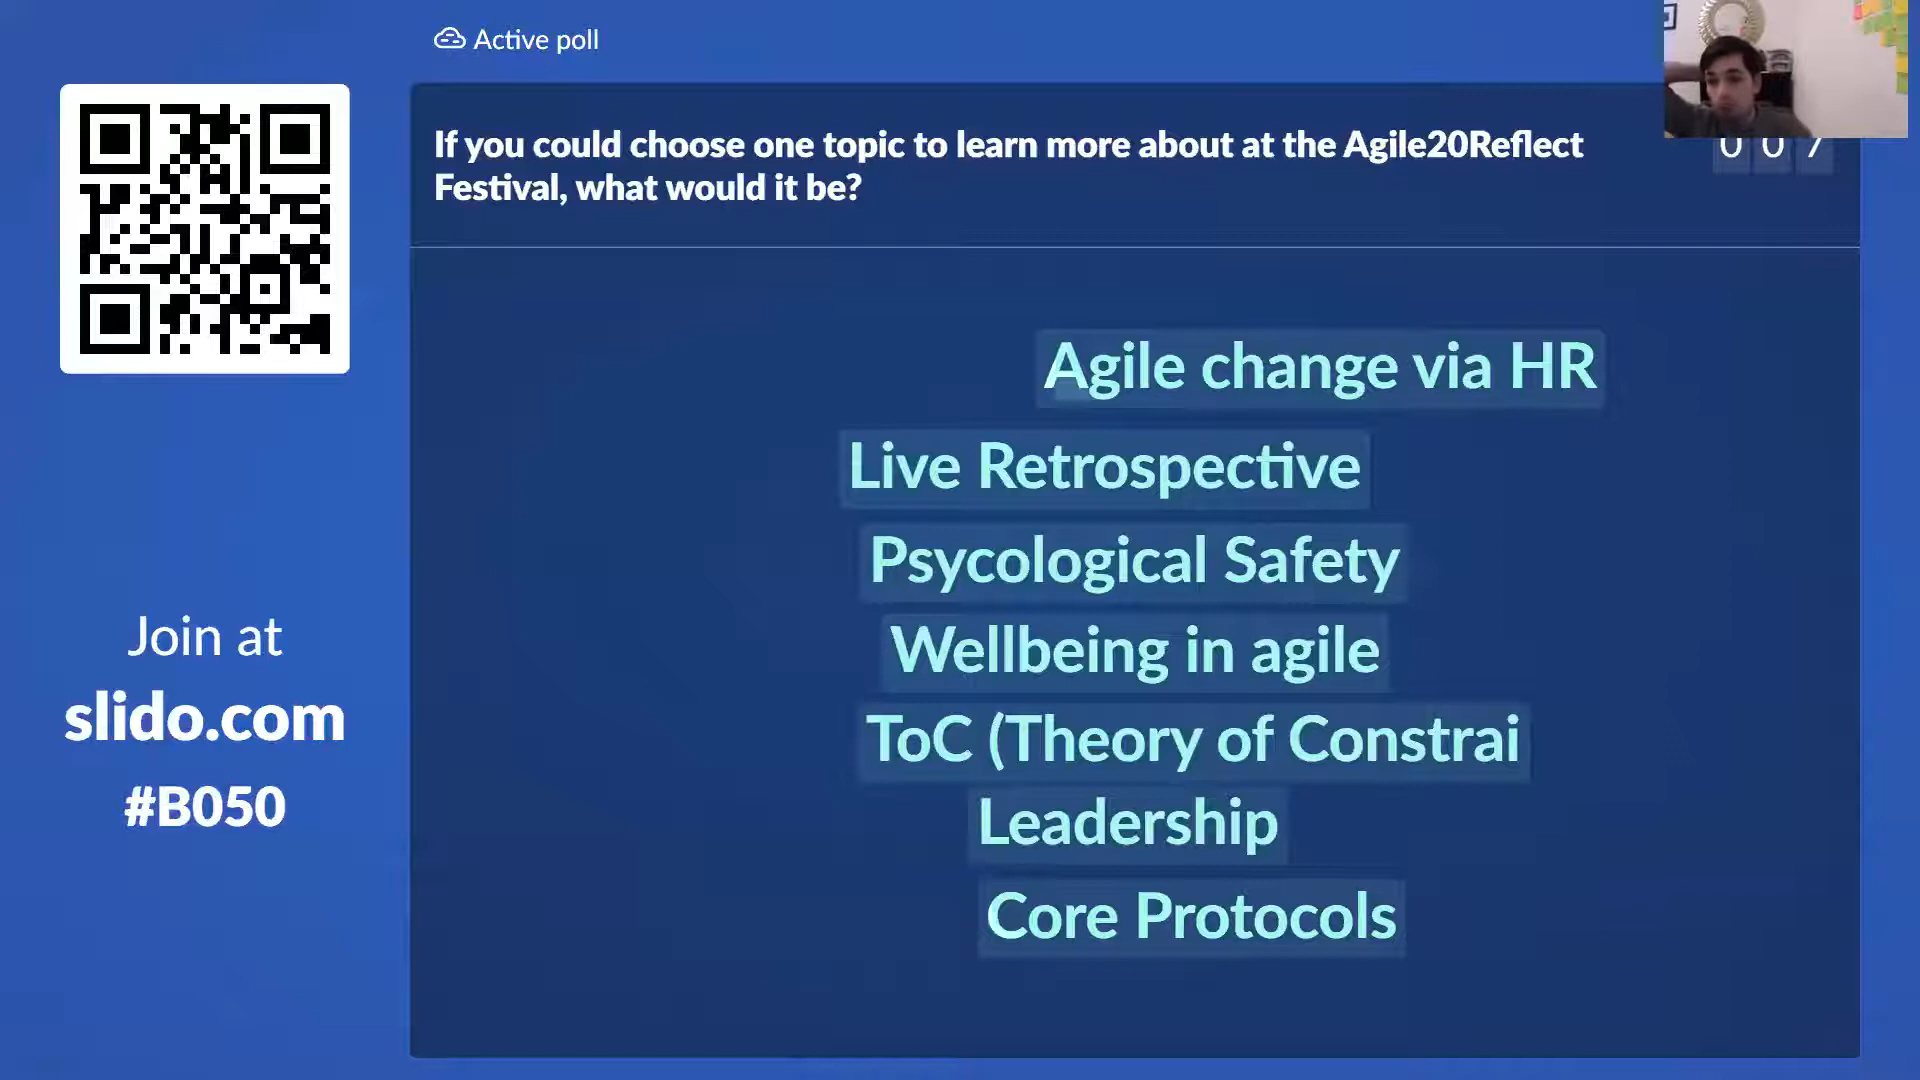 Active poll
If you could choose one topic to learn more about at the Agile20Reflect
Festival, what would it be?
007
Agile change via HR
Live Retrospective
Psycological Safety
Wellbeing in agile
ToC (Theory of Constrai
Leadership
Core Protocols
Join at
slido.com
#B050